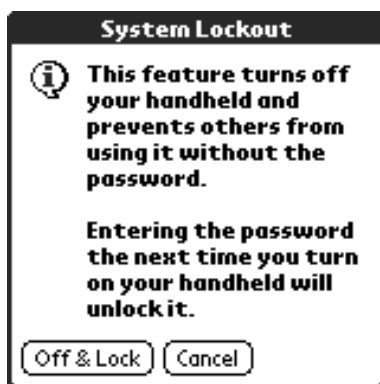 System Lockout
This feature turns off
your handheld and
prevents others from
using it without the
password.
Entering the password
the next time you turn
on your handheld will
unlock it.
Off & Lock Cancel